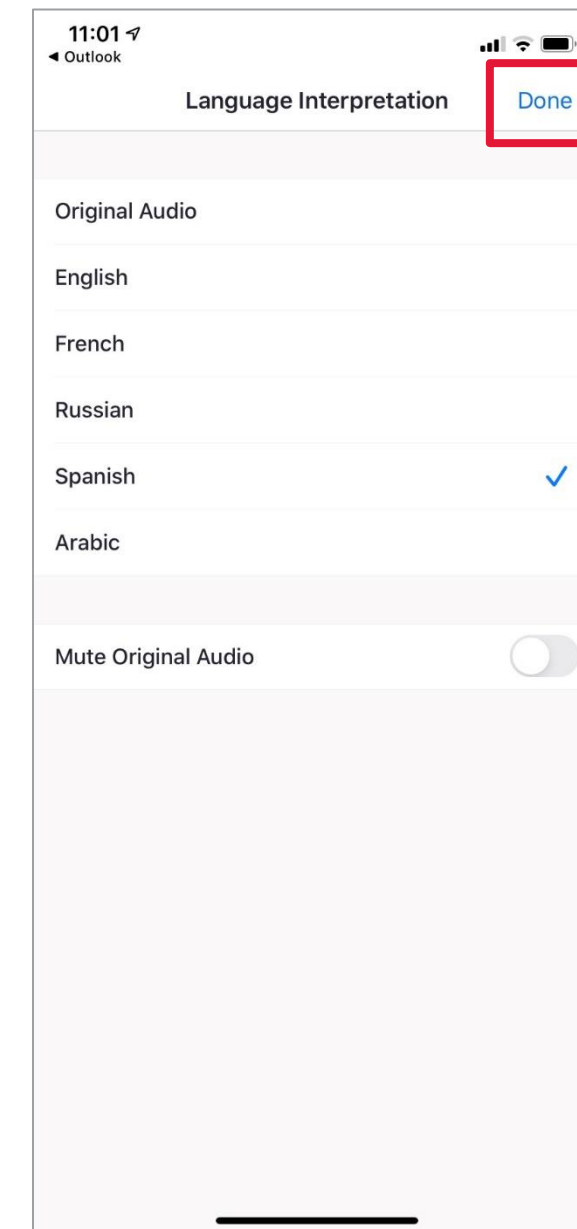 11:01
◀ Outlook
Language Interpretation Done
Original Audio
English
French
Russian
Spanish
Arabic
Mute Original Audio